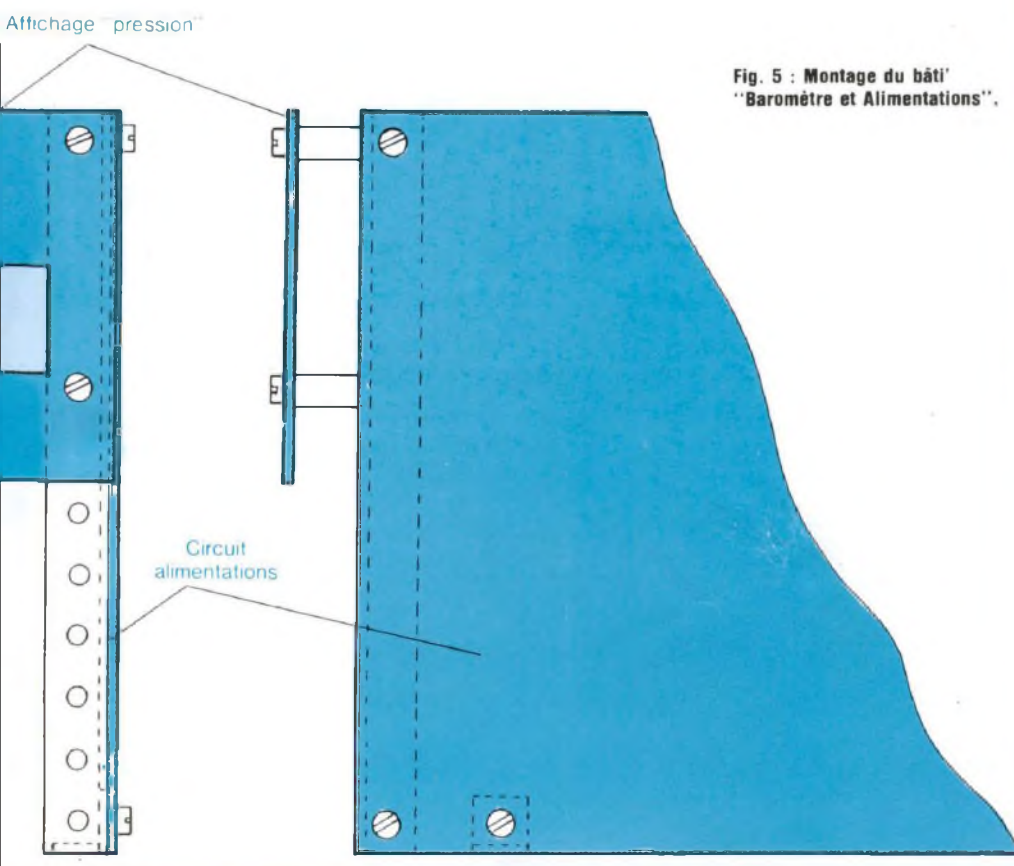 Affichage pression
Fig. 5 : Montage du bâti'
"Baromètre et Alimentations".
Circuit
alimentations